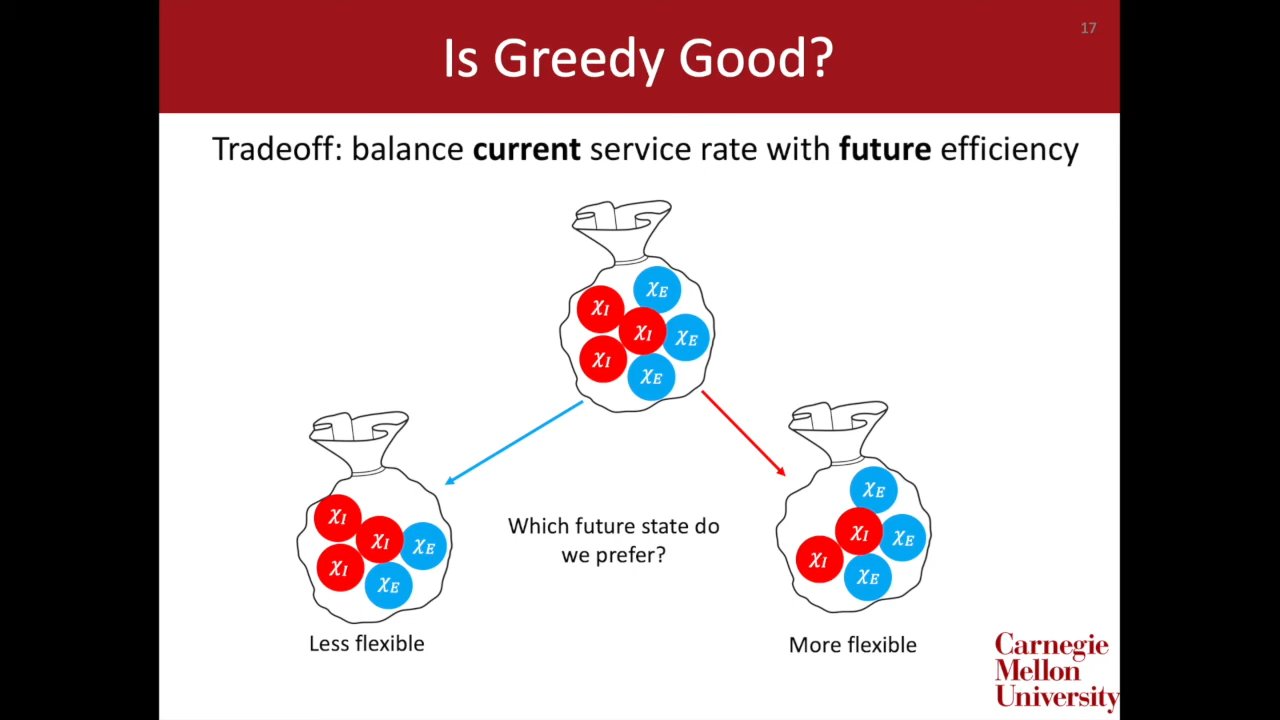 17
Is Greedy Good?
Tradeoff: balance current service rate with future efficiency
χE
χI
χI
χE
χI
χE
χE
χI
χI
χE
χI
χE
χI
χE
χI
χE
Which future state do
we prefer?
Less flexible
More flexible
Carnegie
Mellon
University